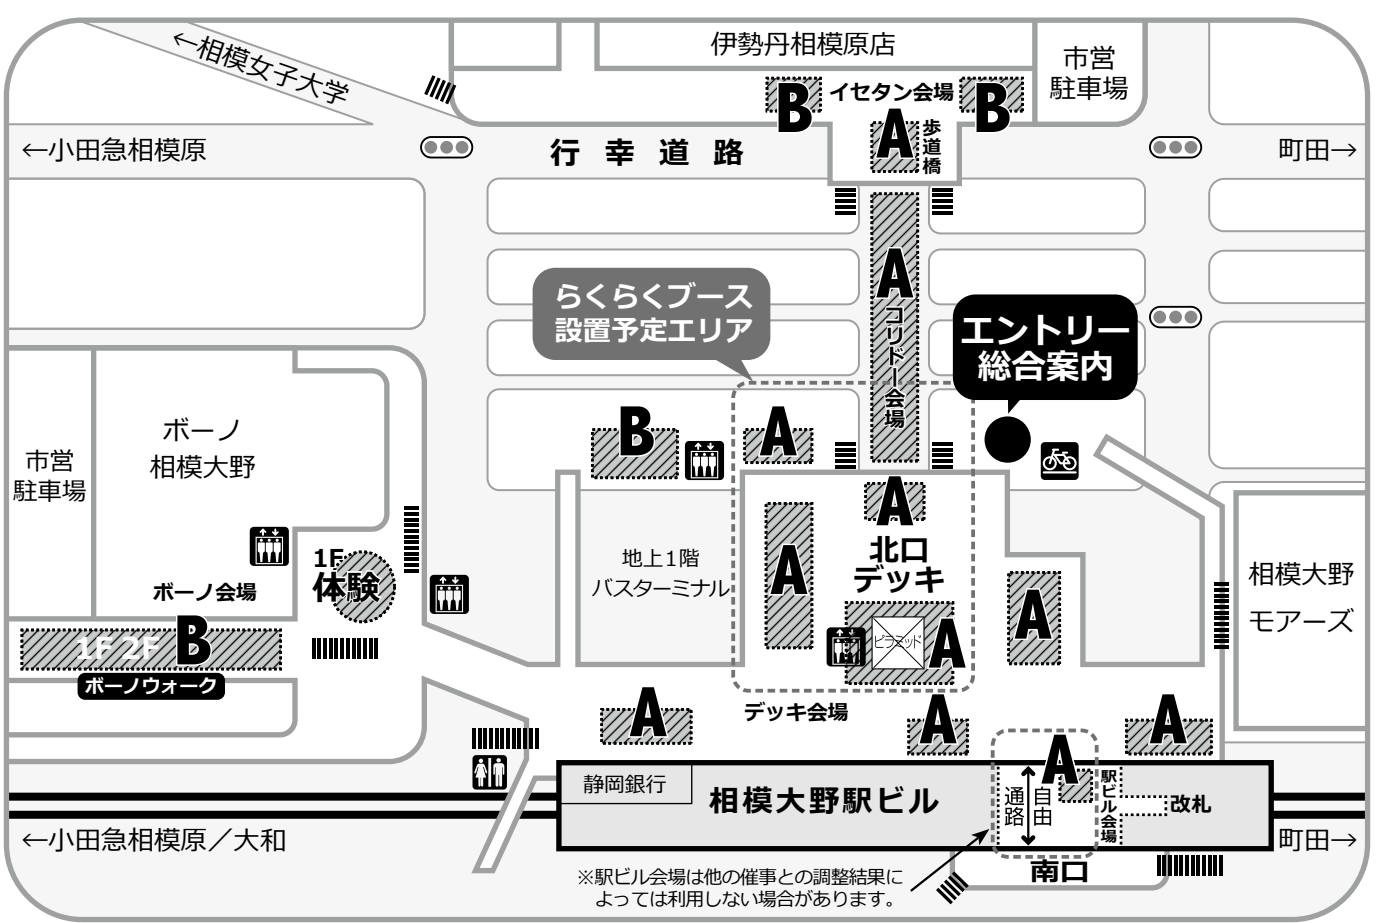 ←相模女子大学
伊勢丹相模原店
市営
駐車場
B
イセタン会場
B
A
歩道橋
←小田急相模原
行幸道路
町田→
A
コリドー会場
らくらくブース
設置予定エリア
エントリー
総合案内
B
A
ボーノ
相模大野
市営
駐車場
A
北口
デッキ
地上1階
バスターミナル
A
A
ピラミッド
A
1F
体験
ボーノ会場
1F 2F B
ボーノウォーク
相模大野
モアーズ
デッキ会場
A
A
A
A
静岡銀行
相模大野駅ビル
自由
通路
駅ビル会場
改札
←小田急相模原／大和
町田→
南口
※駅ビル会場は他の催事との調整結果に
よっては利用しない場合があります。